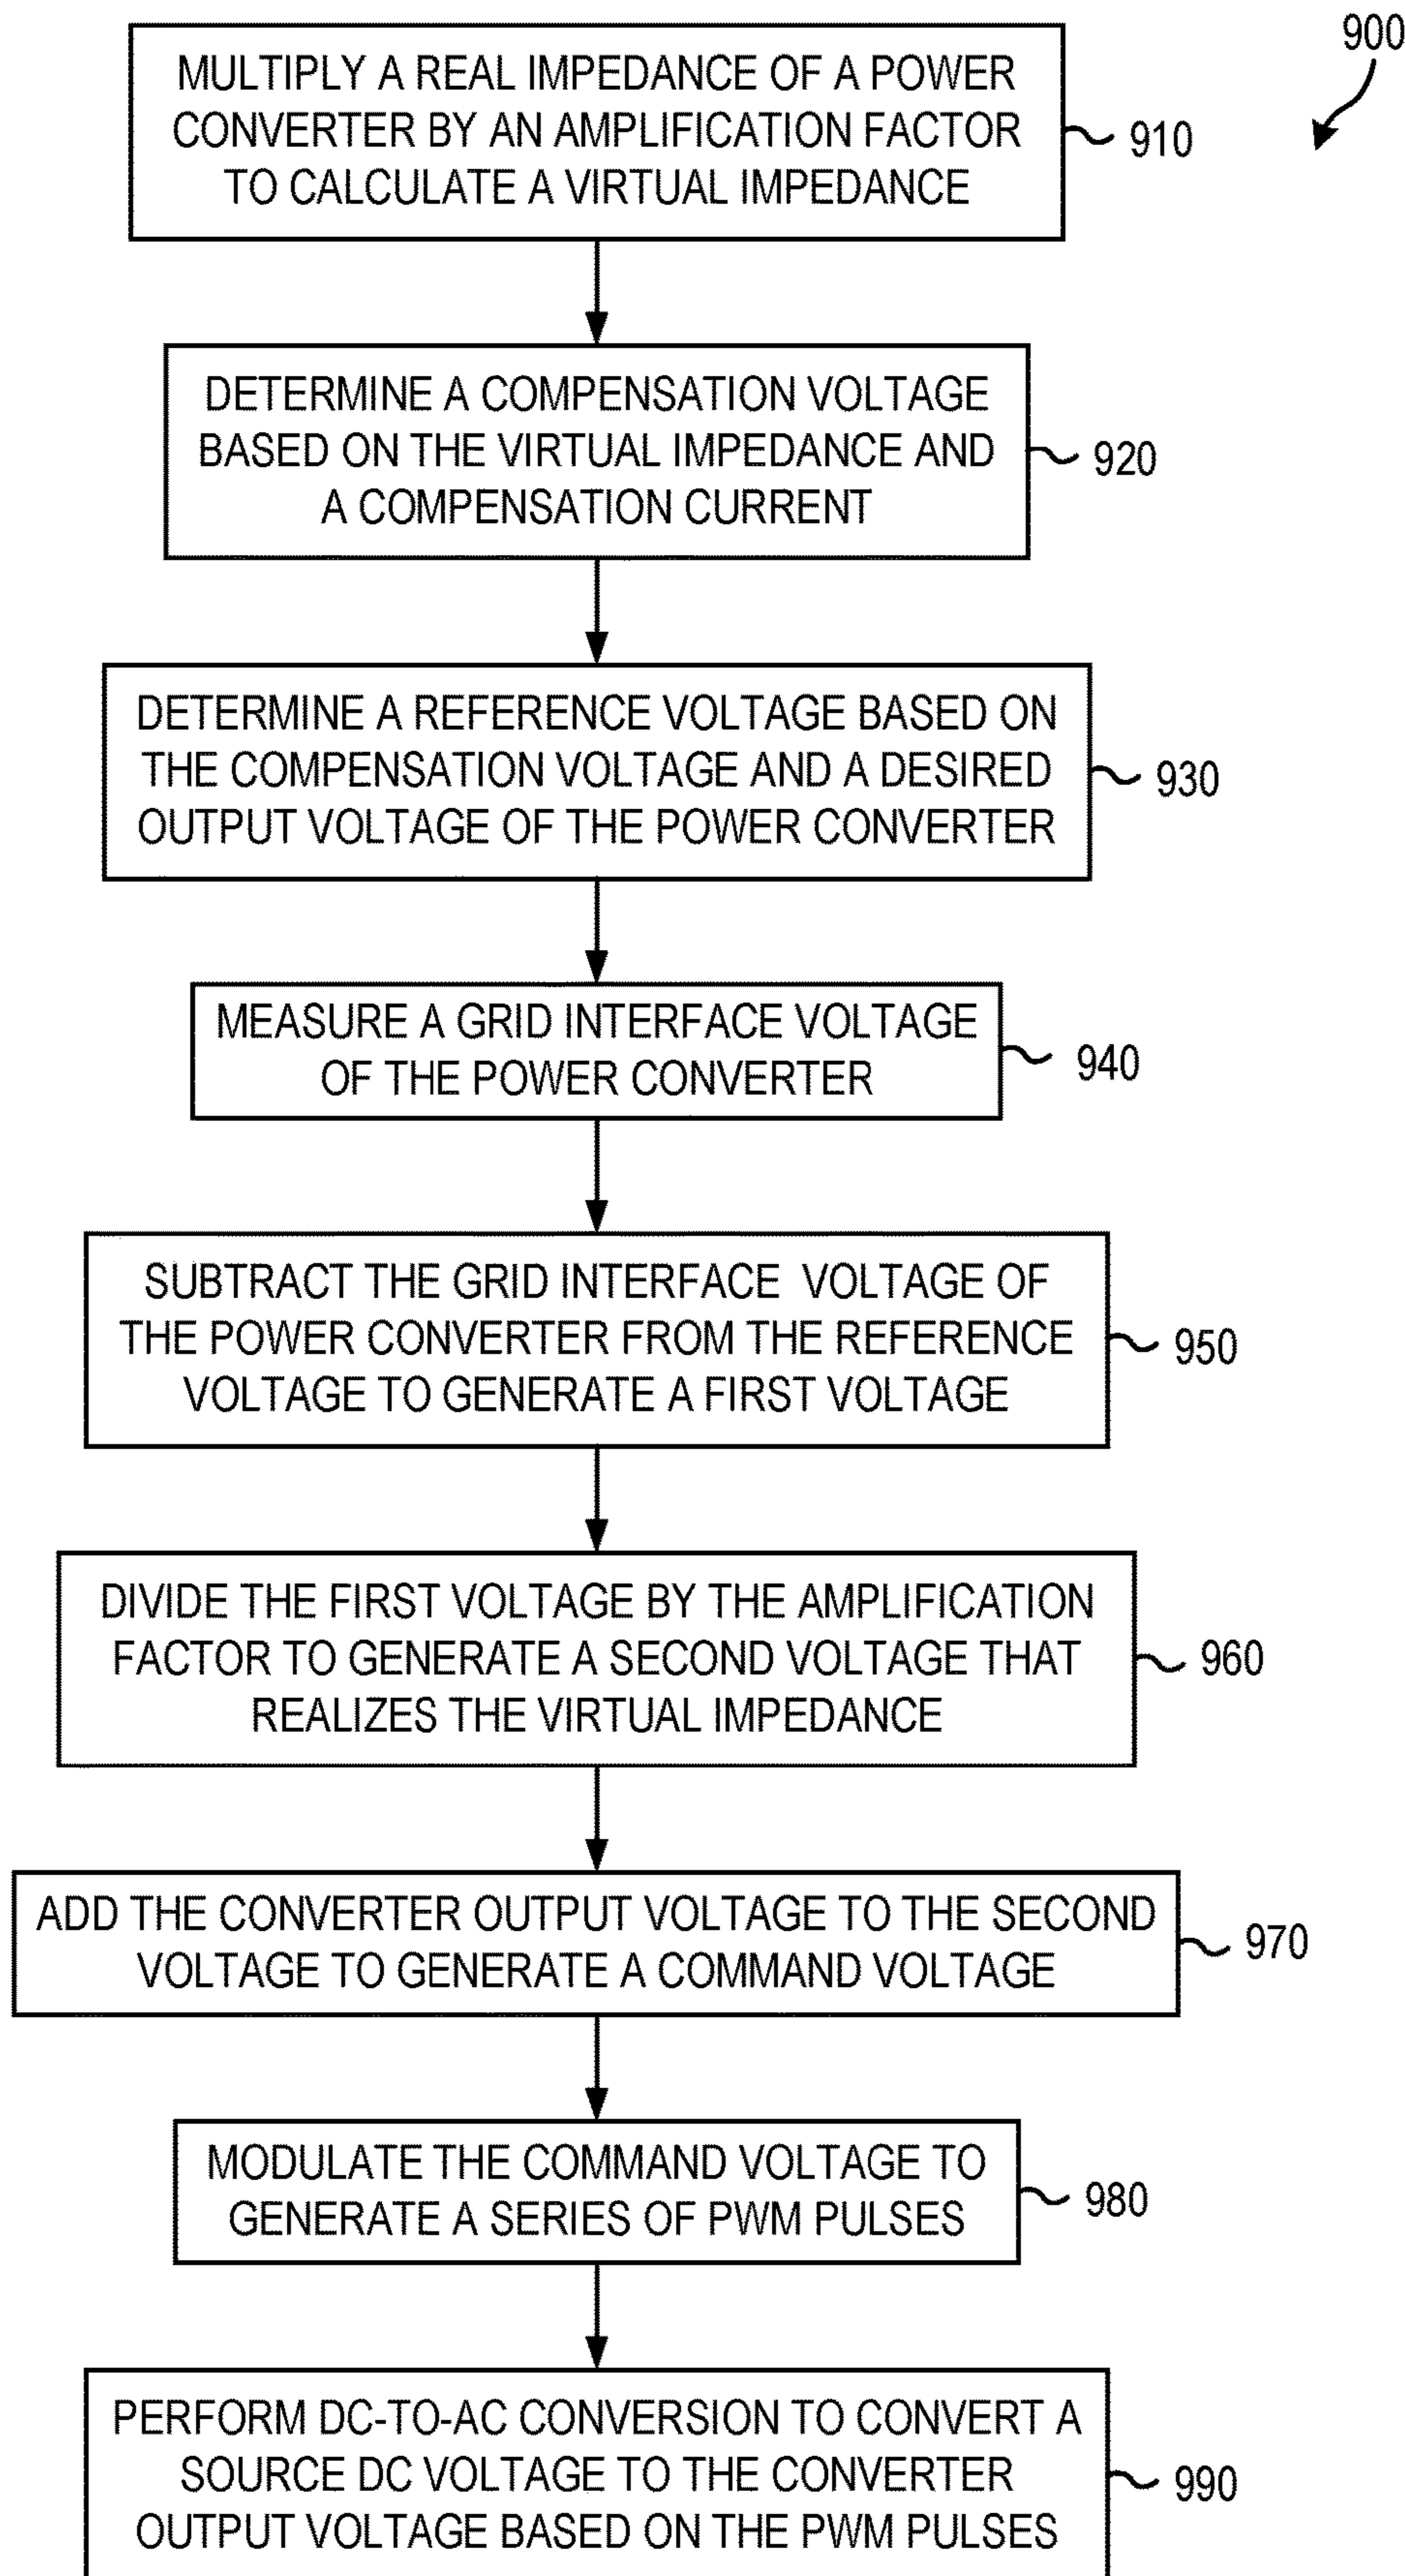 900
MULTIPLY A REAL IMPEDANCE OF A POWER
CONVERTER BY AN AMPLIFICATION FACTOR
TO CALCULATE A VIRTUAL IMPEDANCE
910
DETERMINE A COMPENSATION VOLTAGE
BASED ON THE VIRTUAL IMPEDANCE AND
A COMPENSATION CURRENT
920
DETERMINE A REFERENCE VOLTAGE BASED ON
THE COMPENSATION VOLTAGE AND A DESIRED
OUTPUT VOLTAGE OF THE POWER CONVERTER
930
MEASURE A GRID INTERFACE VOLTAGE
OF THE POWER CONVERTER
940
SUBTRACT THE GRID INTERFACE VOLTAGE OF
THE POWER CONVERTER FROM THE REFERENCE
VOLTAGE TO GENERATE A FIRST VOLTAGE
950
DIVIDE THE FIRST VOLTAGE BY THE AMPLIFICATION
FACTOR TO GENERATE A SECOND VOLTAGE THAT
REALIZES THE VIRTUAL IMPEDANCE
960
ADD THE CONVERTER OUTPUT VOLTAGE TO THE SECOND
VOLTAGE TO GENERATE A COMMAND VOLTAGE
970
MODULATE THE COMMAND VOLTAGE TO
GENERATE A SERIES OF PWM PULSES
980
PERFORM DC-TO-AC CONVERSION TO CONVERT A
SOURCE DC VOLTAGE TO THE CONVERTER
OUTPUT VOLTAGE BASED ON THE PWM PULSES
990